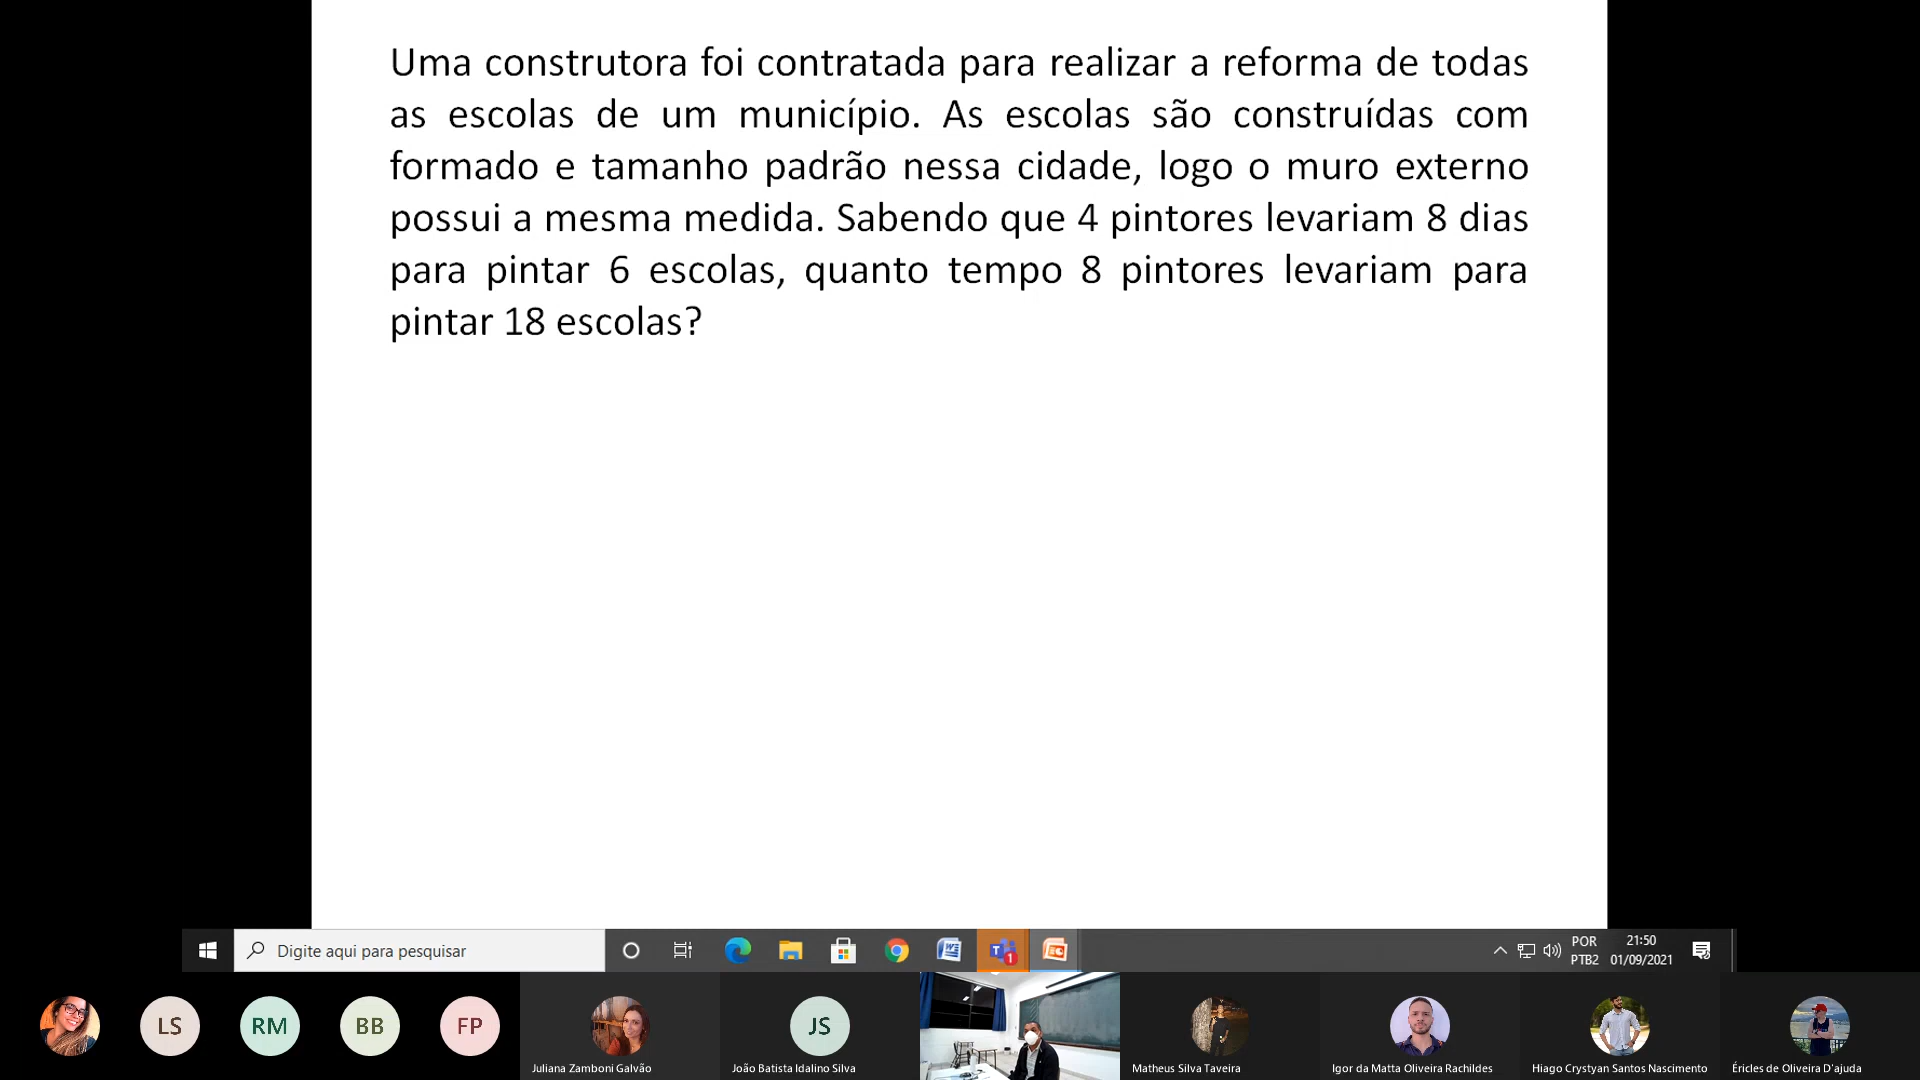 Uma construtora foi contratada para realizar a reforma de todas
as escolas de um município. As escolas são construídas com
formado e tamanho padrão nessa cidade, logo o muro externo
possui a mesma medida. Sabendo que 4 pintores levariam 8 dias
para pintar 6 escolas, quanto tempo 8 pintores levariam para
pintar 18 escolas?
Digite aqui para pesquisar
1
POR
PTB2
21:50
01/09/2021
LS
RM
BB
FP
JS
Juliana Zamboni Galvão
João Batista Idalino Silva
Matheus Silva Taveira
Igor da Matta Oliveira Rachildes
Hiago Crystyan Santos Nascimento
Éricles de Oliveira D'ajuda